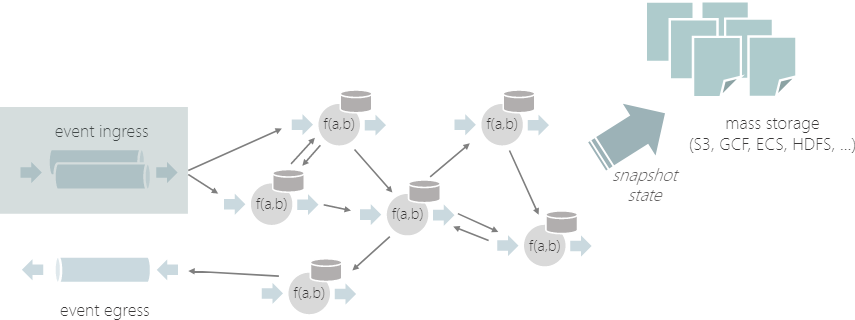 event ingress
f(a,b)
f(a,b)
mass storage
(S3, GCF, ECS, HDFS, ...)
snapshot
state
f(a,b)
f(a,b)
f(a,b)
f(a,b)
event egress